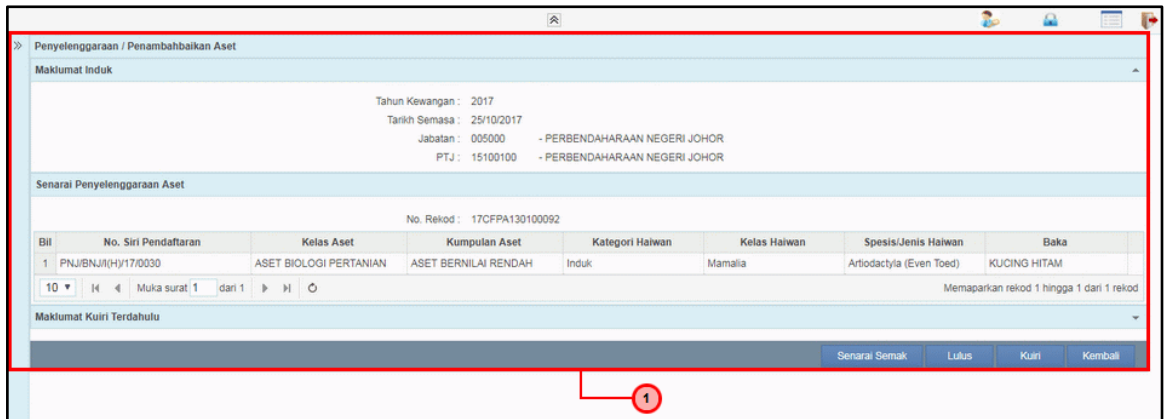 Penyelenggaraan / Penambahbaikan Aset
Maklumat Induk
Tahun Kewangan : 2017
Tarikh Semasa : 25/10/2017
Jabatan : 005000 - PERBENDAHARAAN NEGERI JOHOR
PTJ : 15100100 - PERBENDAHARAAN NEGERI JOHOR
Senarai Penyelenggaraan Aset
No. Rekod : 17CFPA130100092
Bil No. Siri Pendaftaran Kelas Aset Kumpulan Aset Kategori Haiwan Kelas Haiwan Spesis/Jenis Haiwan Baka
1 PNJ/BNJ/I(H)/17/0030 ASET BIOLOGI PERTANIAN ASET BERNILAI RENDAH Induk Mamalia Artiodactyla (Even Toed) KUCING HITAM
10 Muka surat 1 dari 1 Memaparkan rekod 1 hingga 1 dari 1 rekod
Maklumat Kuiri Terdahulu
Senarai Semak Lulus Kuiri Kembali
1